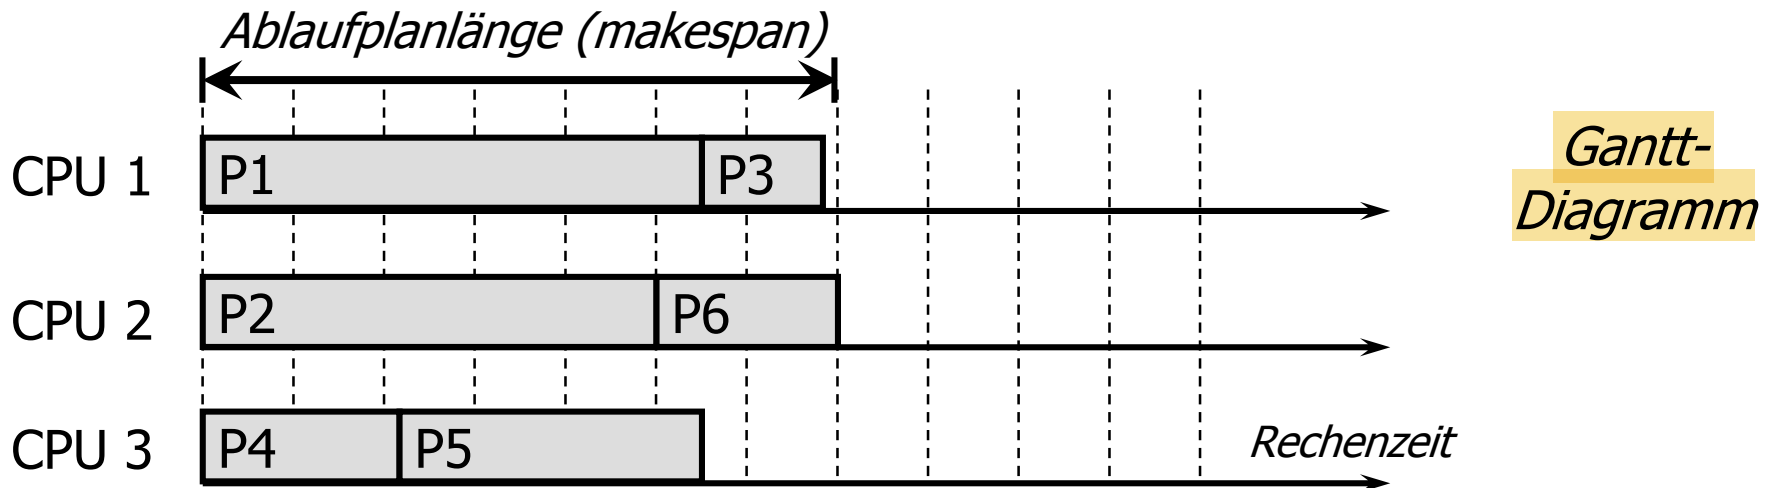 Ablaufplanlänge (makespan)
CPU 1
P1
P3
Gantt-
Diagramm
CPU 2
P2
P6
CPU 3
P4
P5
Rechenzeit